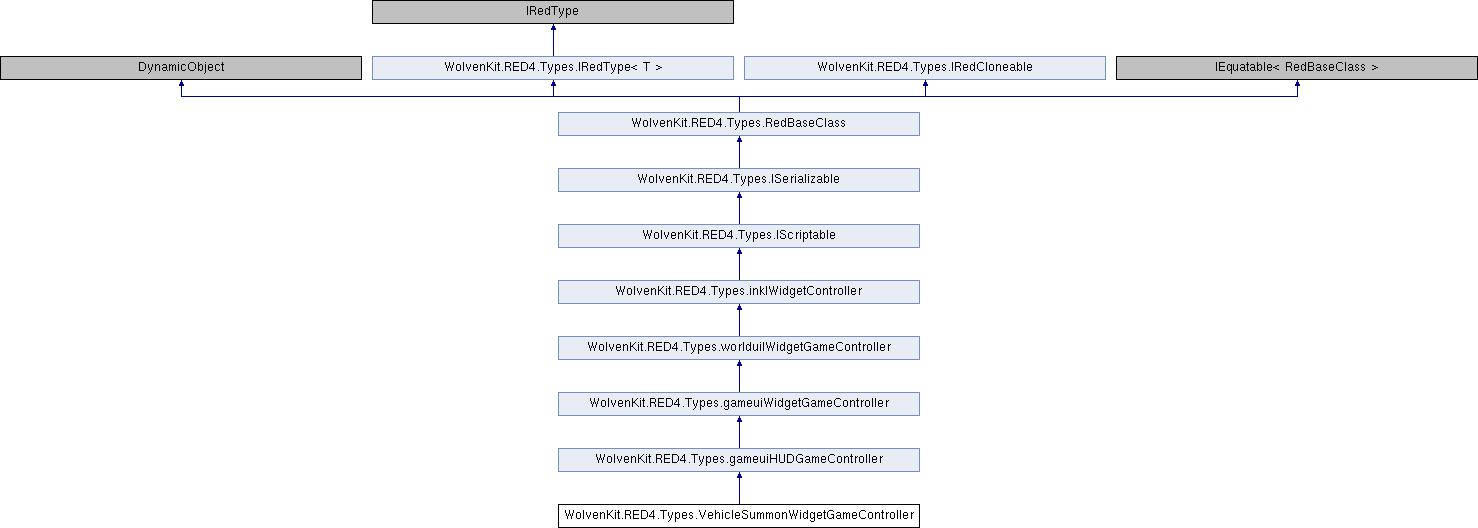 IRedType
DynamicObject
WolvenKit.RED4.Types.IRedType< T >
WolvenKit.RED4.Types.IRedCloneable
IEquatable< RedBaseClass >
WolvenKit.RED4.Types.RedBaseClass
WolvenKit.RED4.Types.ISerializable
WolvenKit.RED4.Types.IScriptable
WolvenKit.RED4.Types.inkIWidgetController
WolvenKit.RED4.Types.worlduiIWidgetGameController
WolvenKit.RED4.Types.gameuiWidgetGameController
WolvenKit.RED4.Types.gameuiHUDGameController
WolvenKit.RED4.Types.VehicleSummonWidgetGameController